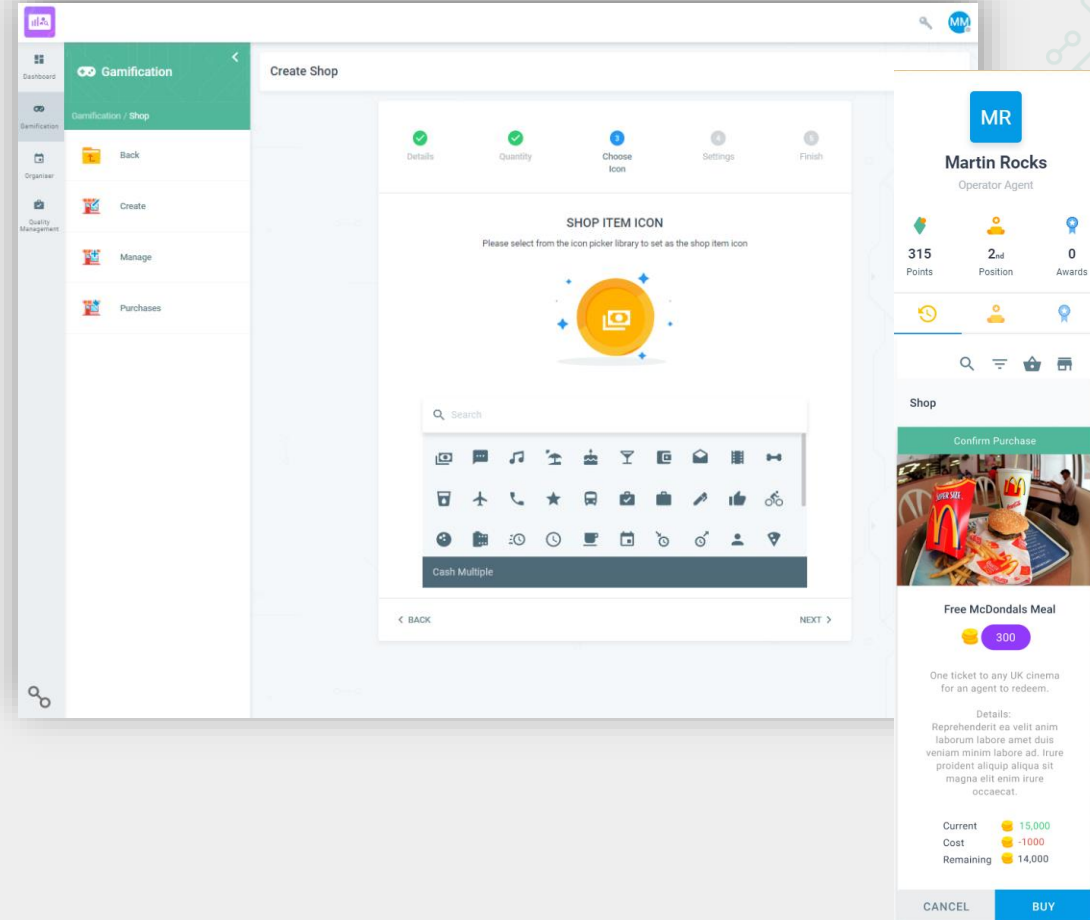 MM
Dashboard
Gamification
Organiser
Quality
Management
Gamification
Gamification / Shop
Back
Create
Manage
Purchases
Create Shop
Details
Quantity
3
Choose
Icon
4
Settings
5
Finish
SHOP ITEM ICON
Please select from the icon picker library to set as the shop item icon
Search
Cash Multiple
BACK
NEXT
MR
Martin Rocks
Operator Agent
315
Points
2nd
Position
0
Awards
Shop
Confirm Purchase
SUPER SIZE
Free McDondals Meal
300
One ticket to any UK cinema
for an agent to redeem.
Details:
Reprehenderit ea velit anim
laborum labore amet duis
veniam minim labore ad. Irure
proident aliquip aliqua sit
magna elit enim irure
occaecat.
Current 15,000
Cost -1000
Remaining 14,000
CANCEL
BUY